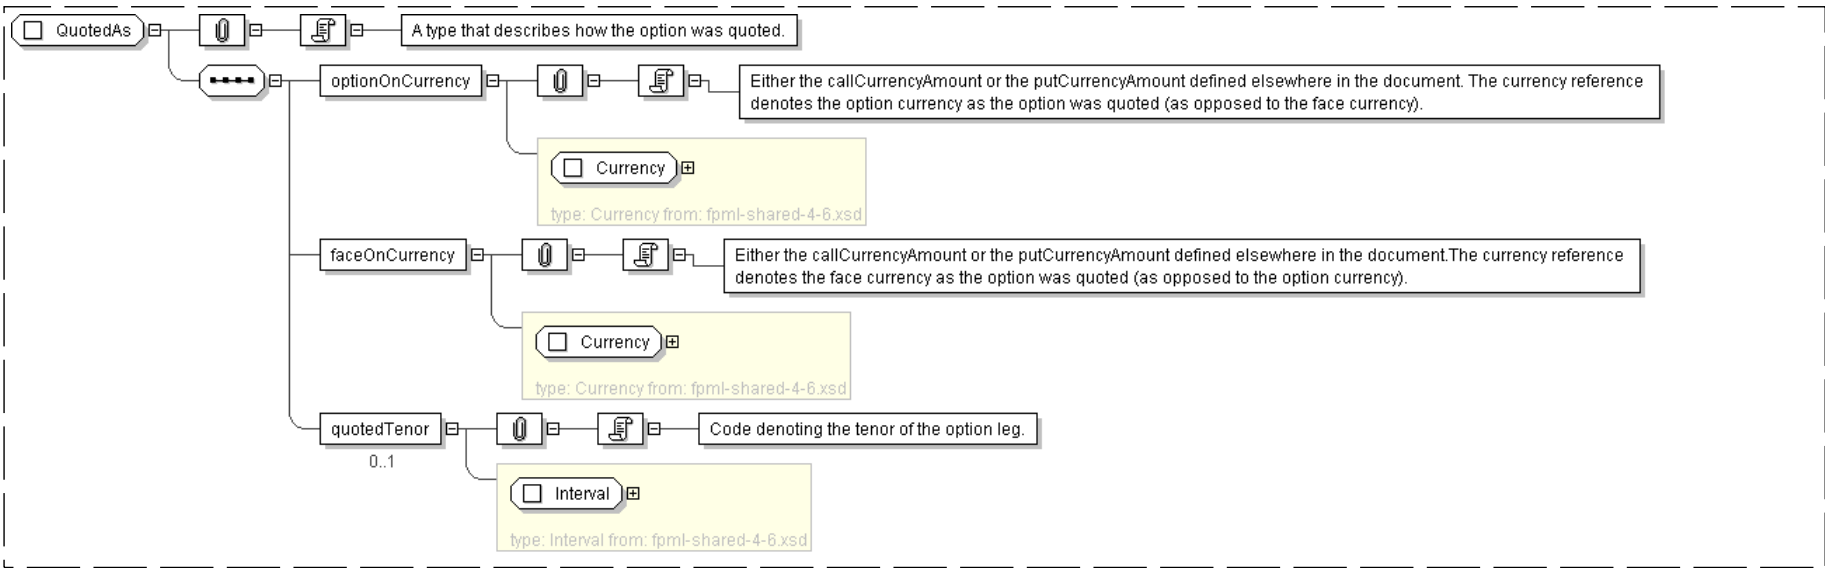 QuotedAs
A type that describes how the option was quoted.
optionOnCurrency
Either the callCurrencyAmount or the putCurrencyAmount defined elsewhere in the document. The currency reference
denotes the option currency as the option was quoted (as opposed to the face currency).
Currency
type: Currency from: fpml-shared-4-6.xsd
faceOnCurrency
Either the callCurrencyAmount or the putCurrencyAmount defined elsewhere in the document.The currency reference
denotes the face currency as the option was quoted (as opposed to the option currency).
Currency
type: Currency from: fpml-shared-4-6.xsd
quotedTenor
Code denoting the tenor of the option leg.
0..1
Interval
type: Interval from: fpml-shared-4-6.xsd